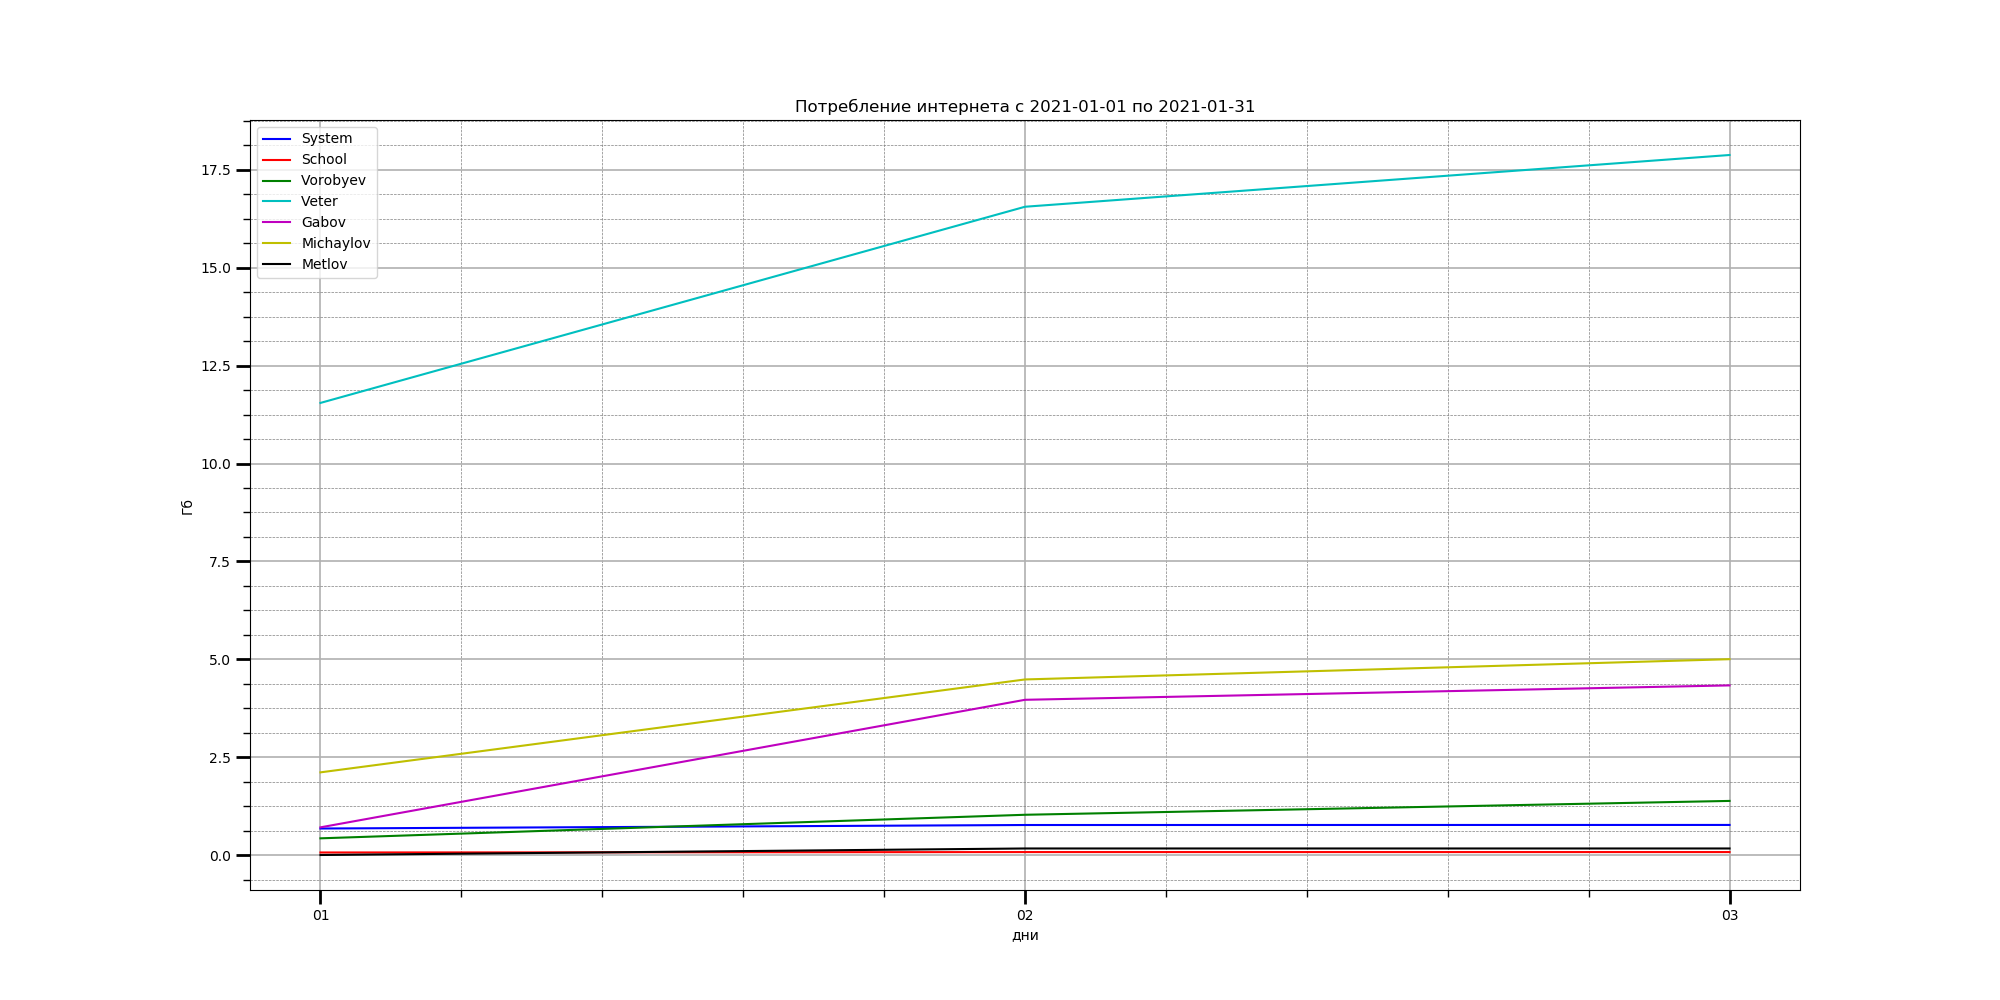 Потребление интернета с 2021-01-01 по 2021-01-31
System
School
Vorobyev
Veter
Gabov
Michaylov
Metlov
17.5
15.0
12.5
10.0
7.5
5.0
2.5
0.0
Гб
01
02
03
дни